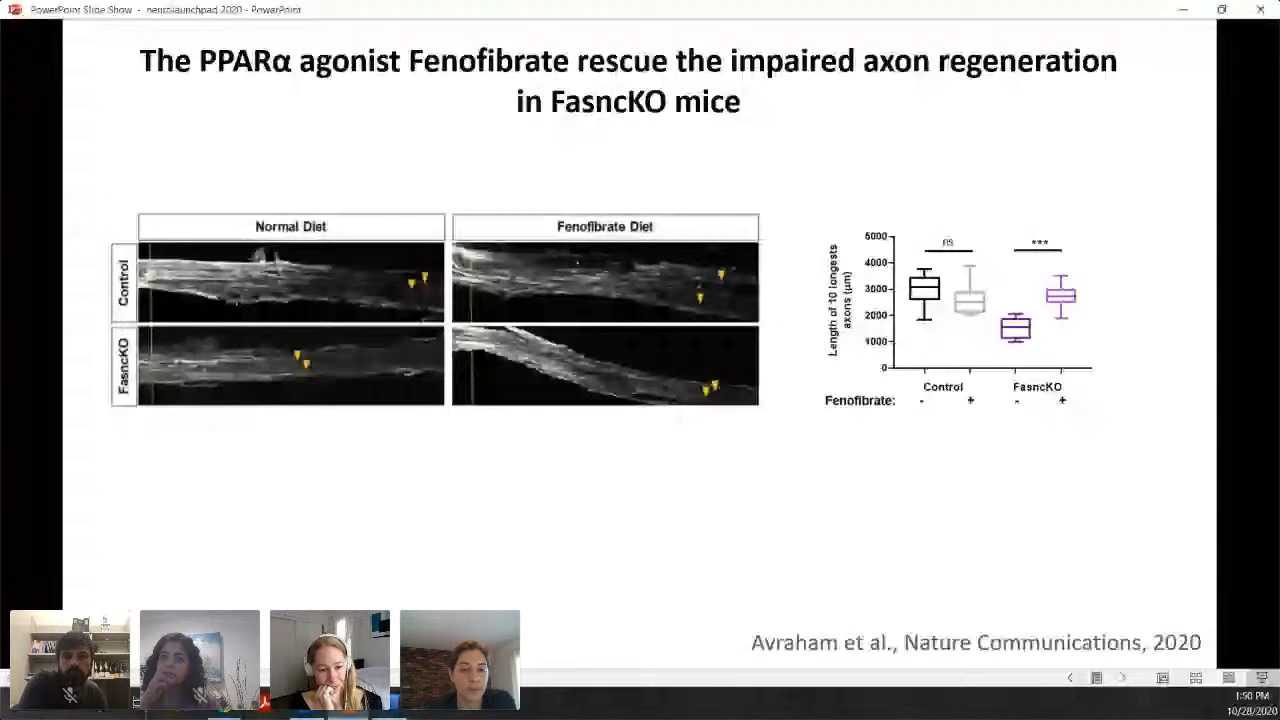 PowerPoint Slide Show - neurolaunchpad 2020 - PowerPoint
The PPARα agonist Fenofibrate rescue the impaired axon regeneration
in FasncKO mice
Normal Diet
Fenofibrate Diet
Control
FasncKO
Length of 10 longests
axons (μm)
5000
4000
3000
2000
1000
0
ns
***
Control
FasncKO
Fenofibrate: - + - +
Avraham et al., Nature Communications, 2020
1:50 PM
10/28/2020